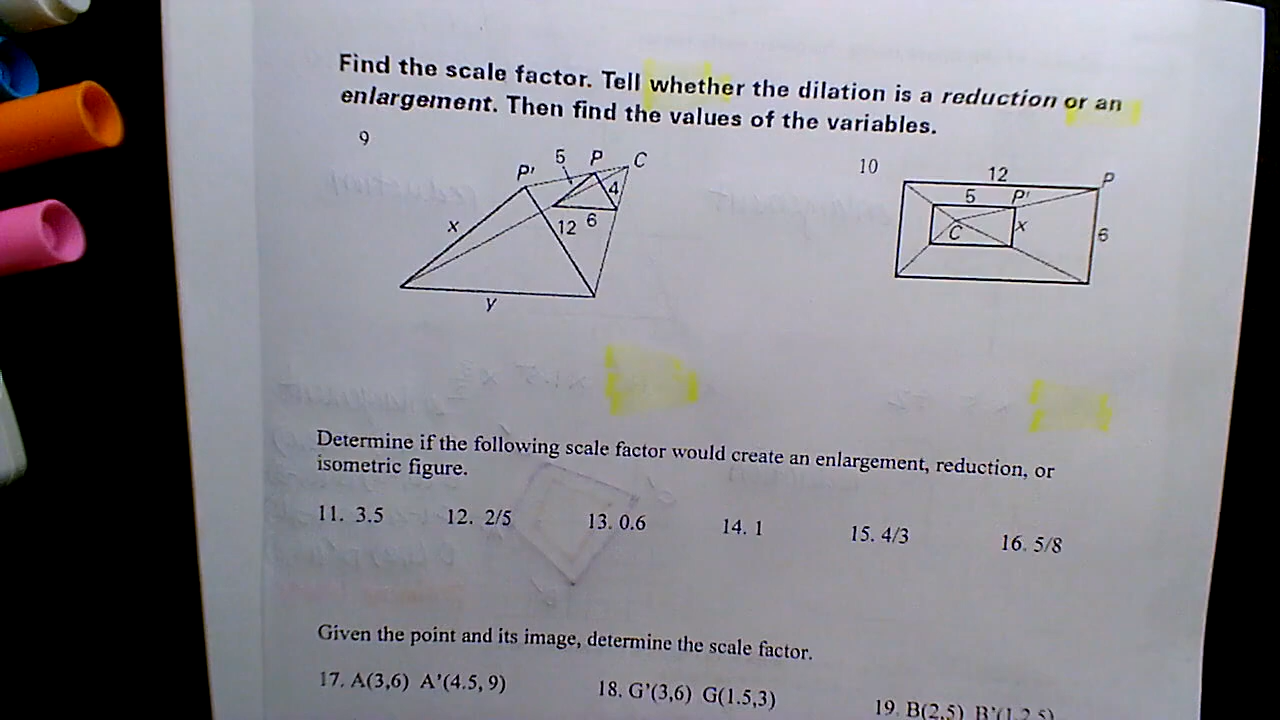 Find the scale factor. Tell whether the dilation is a reduction or an
enlargement. Then find the values of the variables.
9
5 P C
P'
4
x
12 6
y
10
12 P
5 P'
C x 6
Determine if the following scale factor would create an enlargement, reduction, or
isometric figure.
11. 3.5 12. 2/5 13. 0.6 14. 1 15. 4/3 16. 5/8
Given the point and its image, determine the scale factor.
17. A(3,6) A'(4.5, 9) 18. G'(3,6) G(1.5,3) 19. B(2,5) B'(1,2.5)